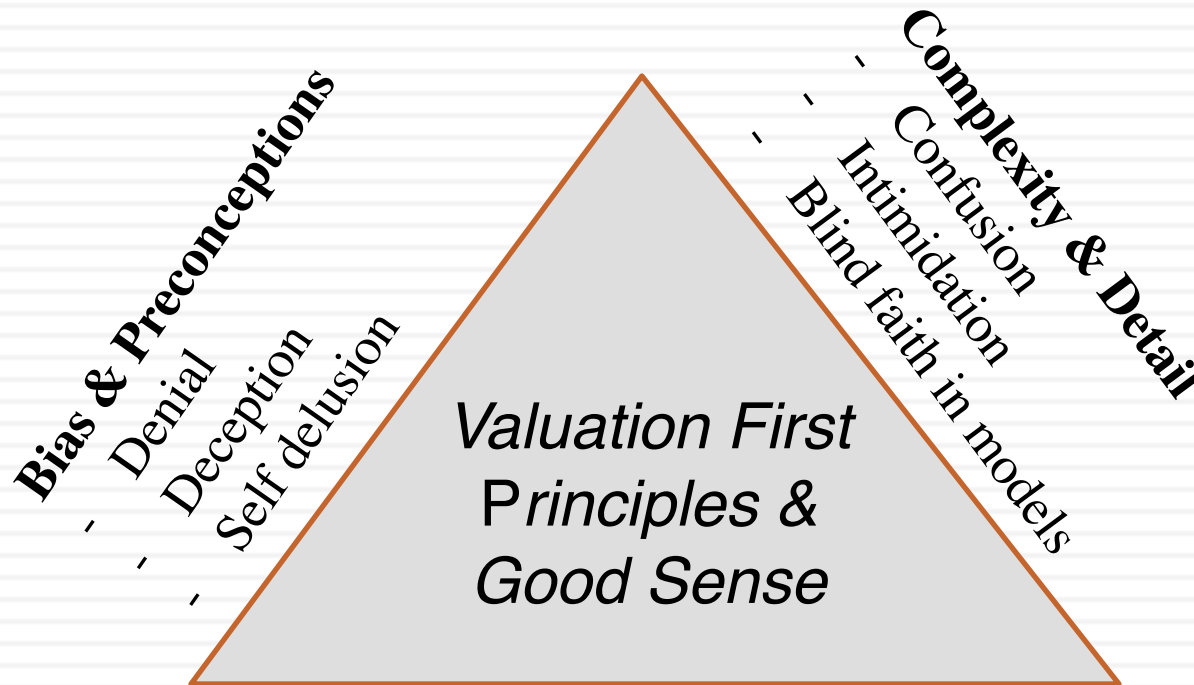 Bias & Preconceptions
- Denial
- Deception
- Self delusion
Complexity & Detail
- Confusion
- Intimidation
- Blind faith in models
Valuation First
Principles &
Good Sense